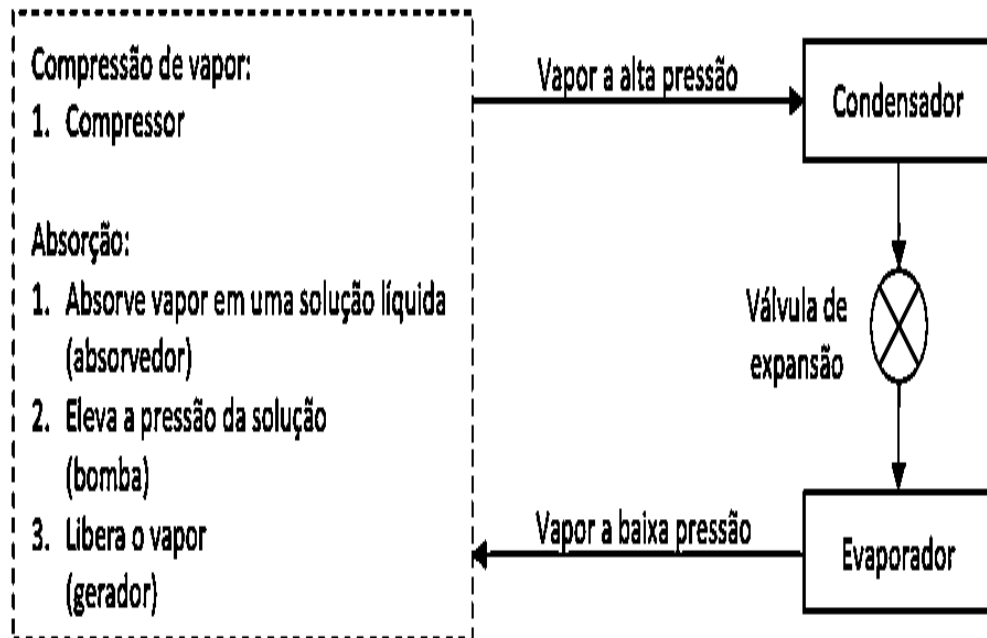 Compressão de vapor:
1. Compressor
Absorção:
1. Absorve vapor em uma solução líquida
(absorvedor)
2. Eleva a pressão da solução
(bomba)
3. Libera o vapor
(gerador)
Vapor a alta pressão
Condensador
Válvula de
expansão
Vapor a baixa pressão
Evaporador